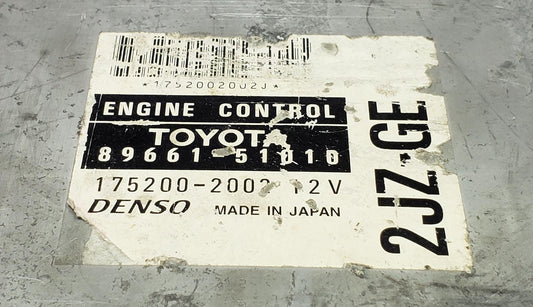 *1752002002J*
ENGINE CONTROL
TOYOTA
89661-51010
175200-2002 12V
DENSO MADE IN JAPAN
2JZ-GE